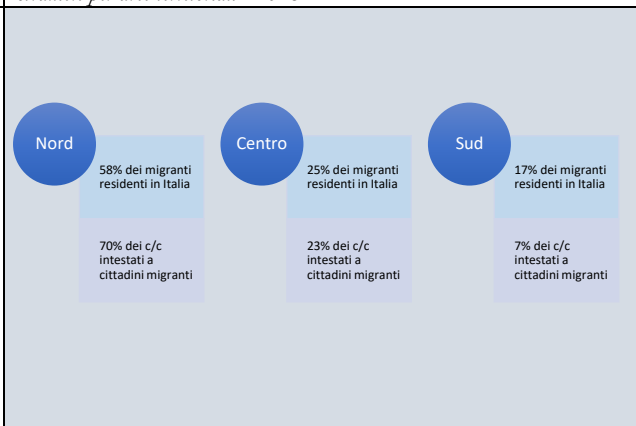 Nord
58% dei migranti
residenti in Italia
70% dei c/c
intestati a
cittadini migranti
Centro
25% dei migranti
residenti in Italia
23% dei c/c
intestati a
cittadini migranti
Sud
17% dei migranti
residenti in Italia
7% dei c/c
intestati a
cittadini migranti